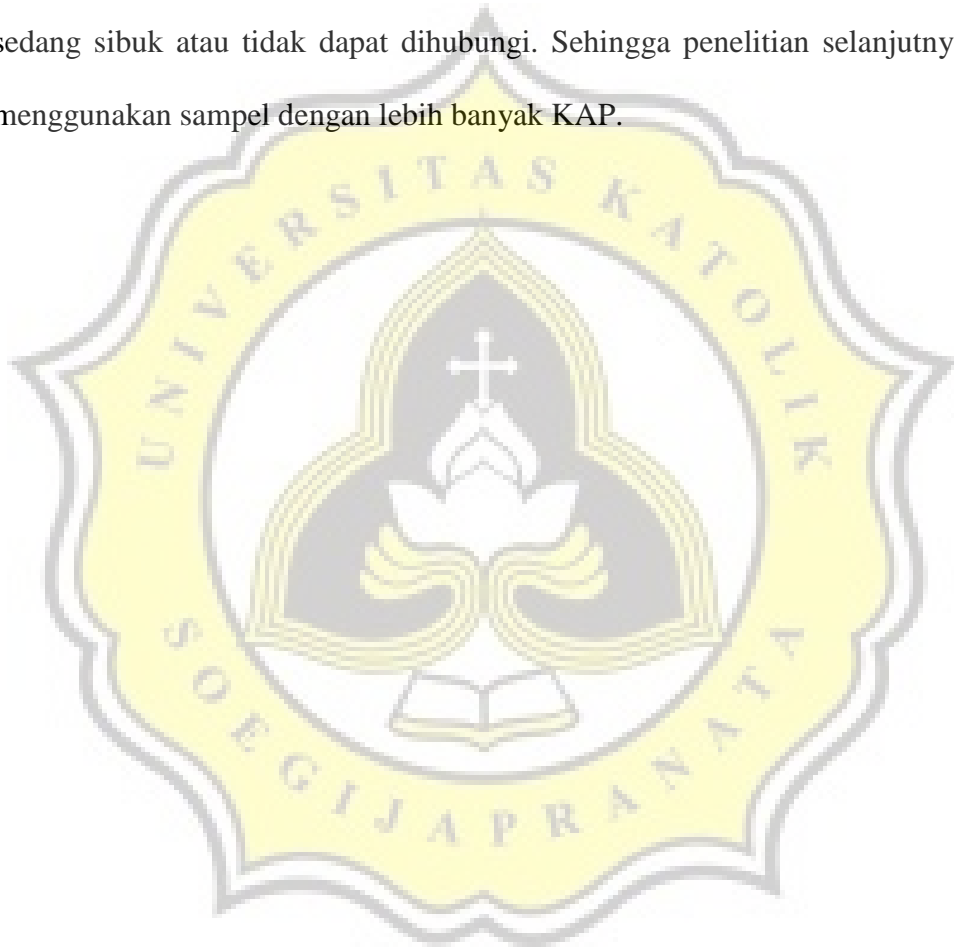 sedang sibuk atau tidak dapat dihubungi. Sehingga penelitian selanjutny
menggunakan sampel dengan lebih banyak KAP.
UNIVERSITAS KATOLIK
SOEGIJAPRANATA